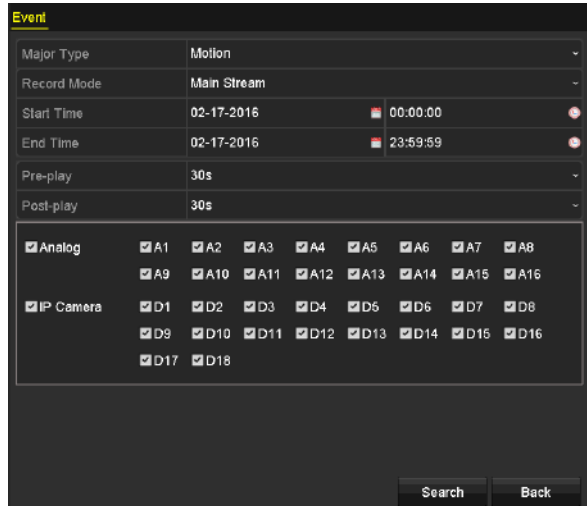 Event
Major Type Motion
Record Mode Main Stream
Start Time 02-17-2016 00:00:00
End Time 02-17-2016 23:59:59
Pre-play 30s
Post-play 30s
Analog A1 A2 A3 A4 A5 A6 A7 A8
A9 A10 A11 A12 A13 A14 A15 A16
IP Camera D1 D2 D3 D4 D5 D6 D7 D8
D9 D10 D11 D12 D13 D14 D15 D16
D17 D18
Search Back